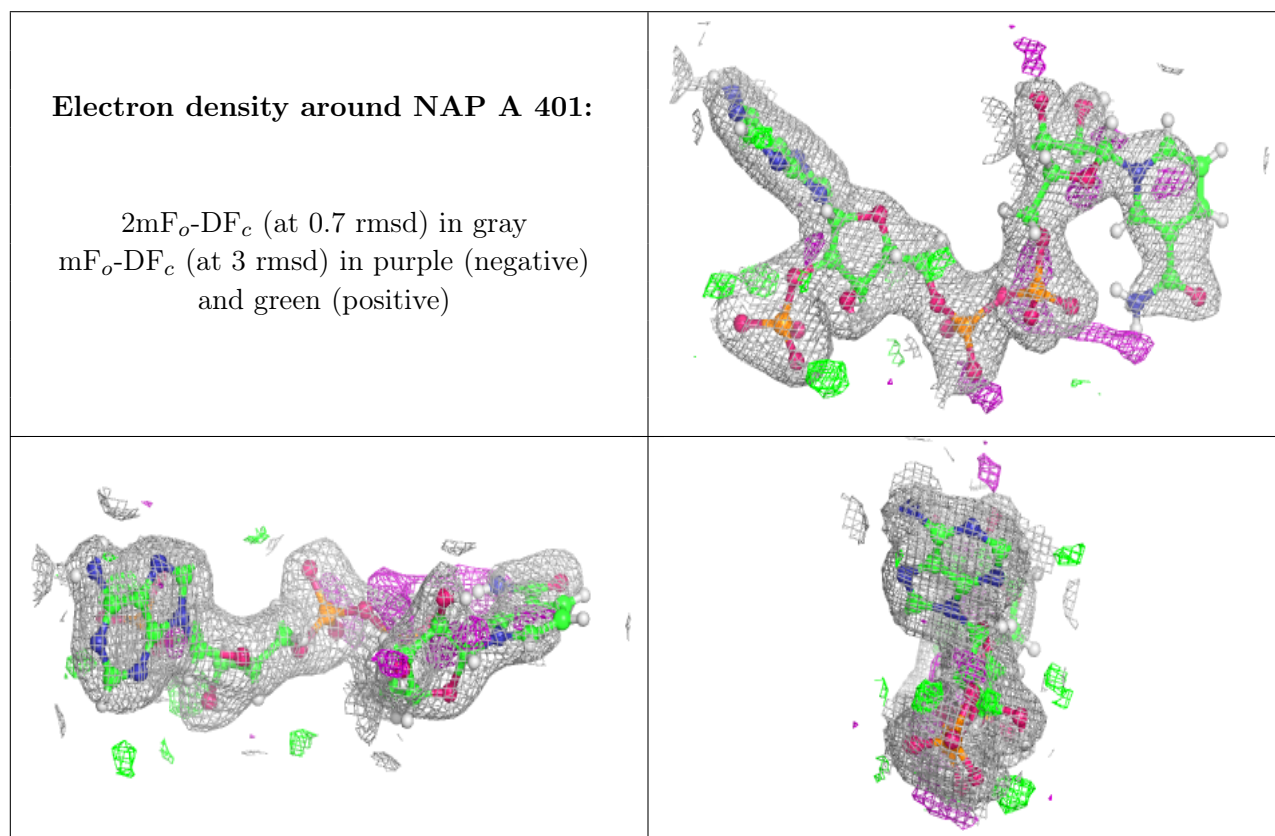 Electron density around NAP A 401:
2mFo-DFc (at 0.7 rmsd) in gray
mFo-DFc (at 3 rmsd) in purple (negative)
and green (positive)